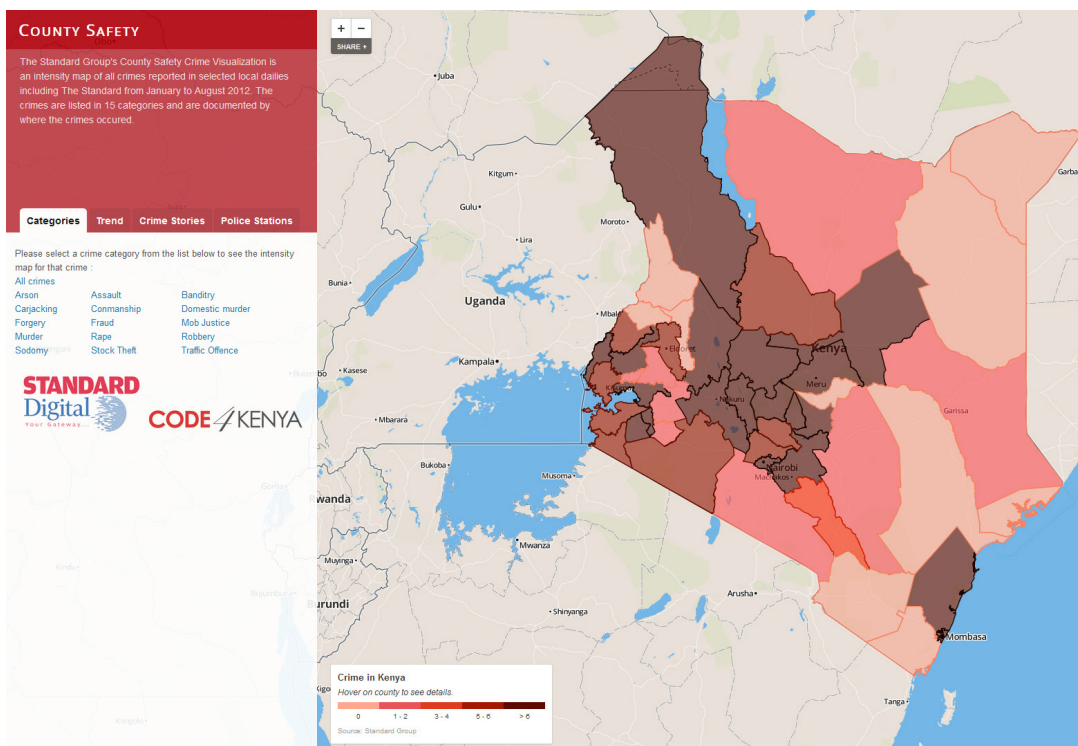 COUNTY SAFETY
The Standard Group's County Safety Crime Visualization is
an intensity map of all crimes reported in selected local dailies
including The Standard from January to August 2012. The
crimes are listed in 15 categories and are documented by
where the crimes occured.
Categories
Trend
Crime Stories
Police Stations
Please select a crime category from the list below to see the intensity
map for that crime :
All crimes
Arson Assault Banditry
Carjacking Conmanship Domestic murder
Forgery Fraud Mob Justice
Murder Rape Robbery
Sodomy Stock Theft Traffic Offence
STANDARD
Digital
Your Gateway...
CODE4KENYA
+ −
SHARE +
Juba
Kitgum
Gulu
Moroto
Lira
Bunia
Uganda
Kampala
Kasese
Mbarara
Bukoba
Musoma
Rwanda
Mwanza
Muyinga
Burundi
Shinyanga
Arusha
Eldoret
Kenya
Meru
Nakuru
Nairobi
Machakos
Garissa
Mombasa
Tanga
Crime in Kenya
Hover on county to see details.
0 1 - 2 3 - 4 5 - 6 > 6
Source: Standard Group